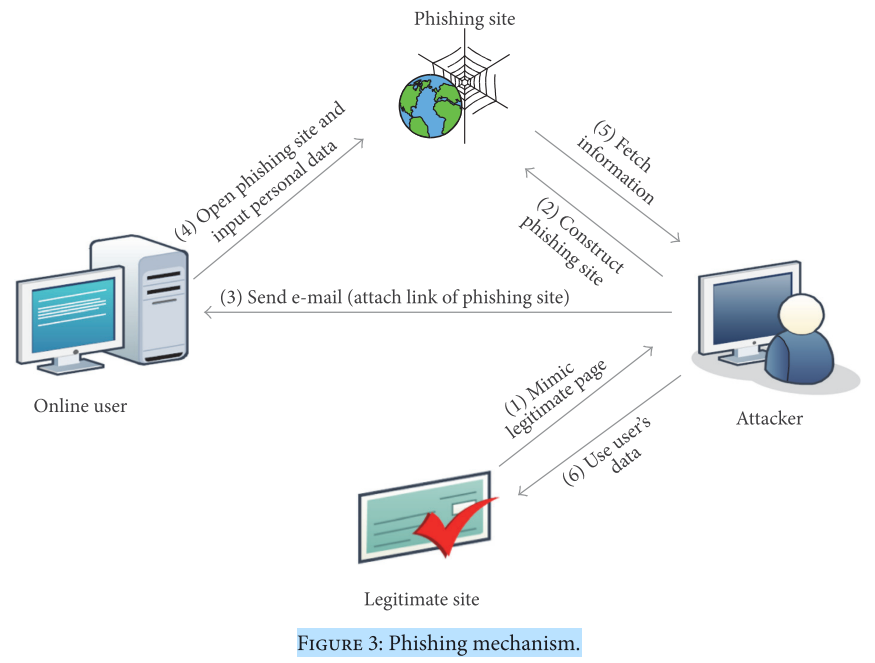 Phishing site
(4) Open phishing site and
input personal data
(5) Fetch
information
(2) Construct
phishing site
(3) Send e-mail (attach link of phishing site)
Online user
(1) Mimic
legitimate page
Attacker
(6) Use user's
data
Legitimate site
FIGURE 3: Phishing mechanism.